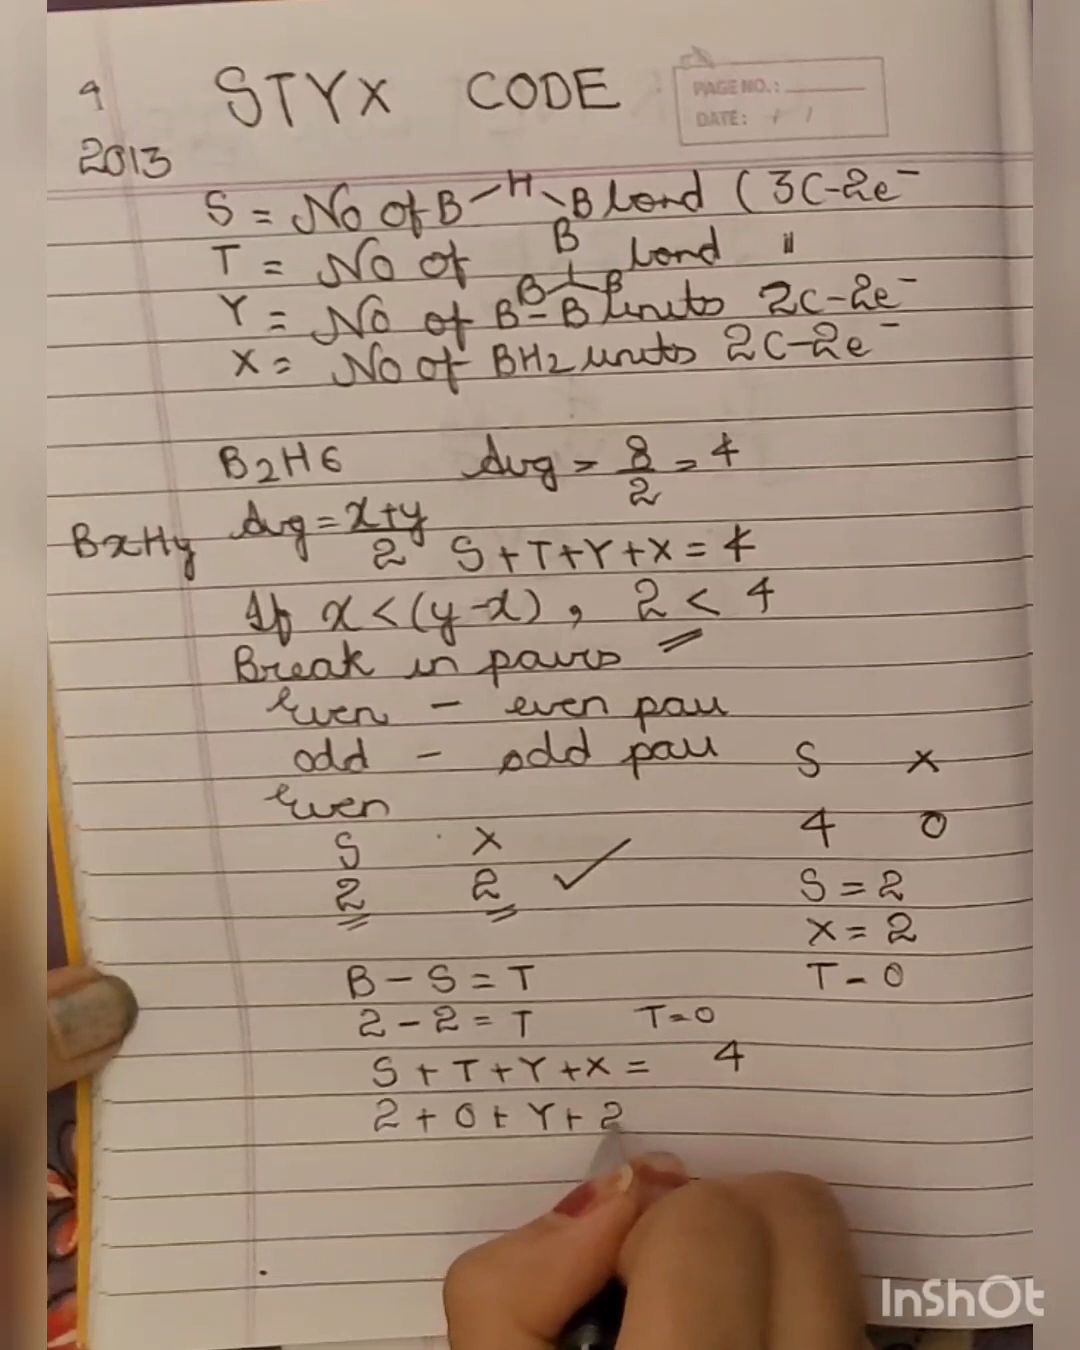 4
2013
STYX CODE
PAGE NO.:
DATE: / /
S = No of B-H-B bond (3C-2e⁻
T = No of B B B bond "
Y = No of B-B units 2C-2e⁻
X = No of BH2 units 2C-2e⁻
B2H6 Avg = 8/2 = 4
BxHy Avg = x+y/2 S+T+Y+X = 4
If x < (y-x), 2 < 4
Break in pairs
Even - even pair
odd - odd pair S X
Even
S X 4 0
2 2 ✓ S = 2
X = 2
B - S = T T - 0
2 - 2 = T T=0
S + T + Y + X = 4
2 + 0 + Y + 2
InShOt